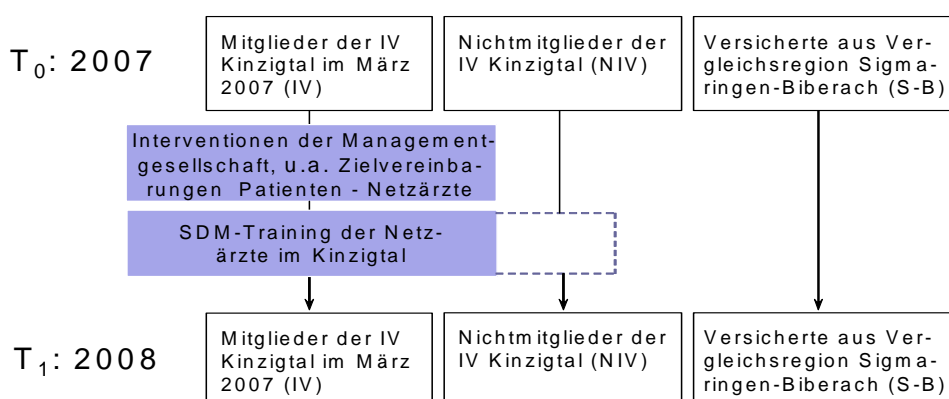 T0: 2007
Mitglieder der IV
Kinzigtal im März
2007 (IV)
Nichtmitglieder der
IV Kinzigtal (NIV)
Versicherte aus Ver-
gleichsregion Sigma-
ringen-Biberach (S-B)
Interventionen der Management-
gesellschaft, u.a. Zielvereinba-
rungen Patienten - Netzärzte
SDM-Training der Netz-
ärzte im Kinzigtal
T1: 2008
Mitglieder der IV
Kinzigtal im März
2007 (IV)
Nichtmitglieder der
IV Kinzigtal (NIV)
Versicherte aus Ver-
gleichsregion Sigma-
ringen-Biberach (S-B)